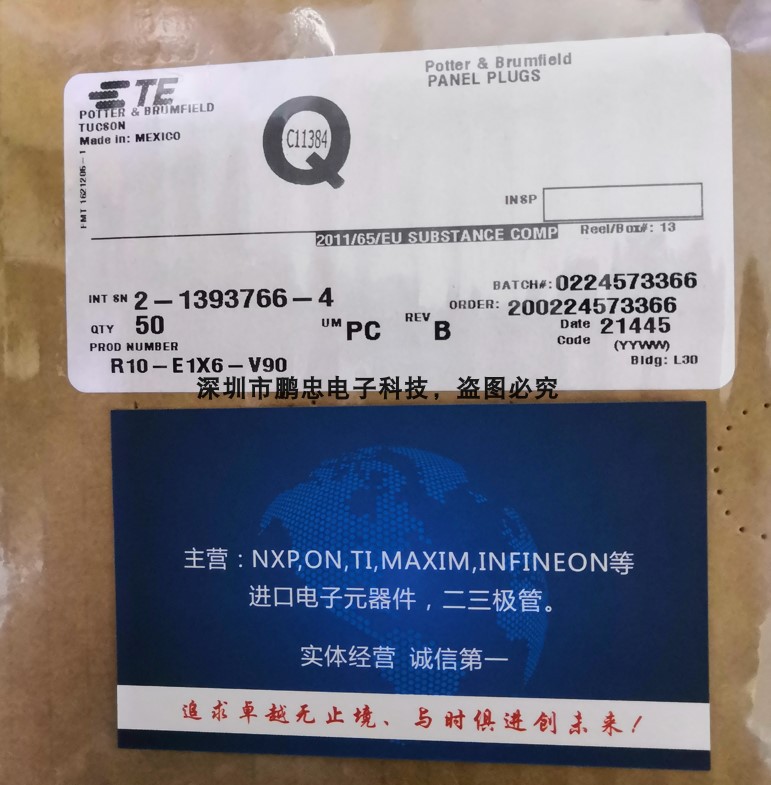 TE
POTTER & BRUMFIELD
TUCSON
Made in: MEXICO
FMT 1621206-1
C11384
Potter & Brumfield
PANEL PLUGS
INSP
2011/65/EU SUBSTANCE COMP
Reel/Box#: 13
INT SN 2-1393766-4
BATCH#: 0224573366
ORDER: 200224573366
QTY 50
UM PC
REV B
Date Code 21445
(YYWW)
PROD NUMBER
R10-E1X6-V90
Bldg: L30
深圳市鹏忠电子科技，盗图必究
主营：NXP,ON,TI,MAXIM,INFINEON等
进口电子元器件，二三极管。
实体经营 诚信第一
追求卓越无止境、与时俱进创未来！